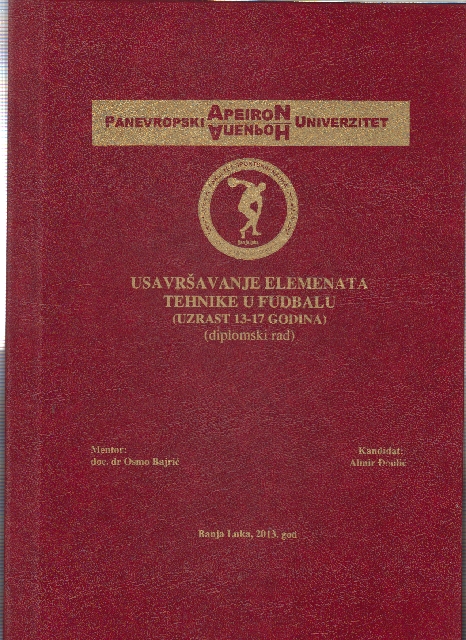 PANEVROPSKI APEIRON UNIVERZITET
USAVRŠAVANJE ELEMENATA
TEHNIKE U FUDBALU
(UZRAST 13-17 GODINA)
(diplomski rad)
Mentor:
doc. dr Osmo Bajrić
Kandidat:
Almir
Banja Luka, 2013. god